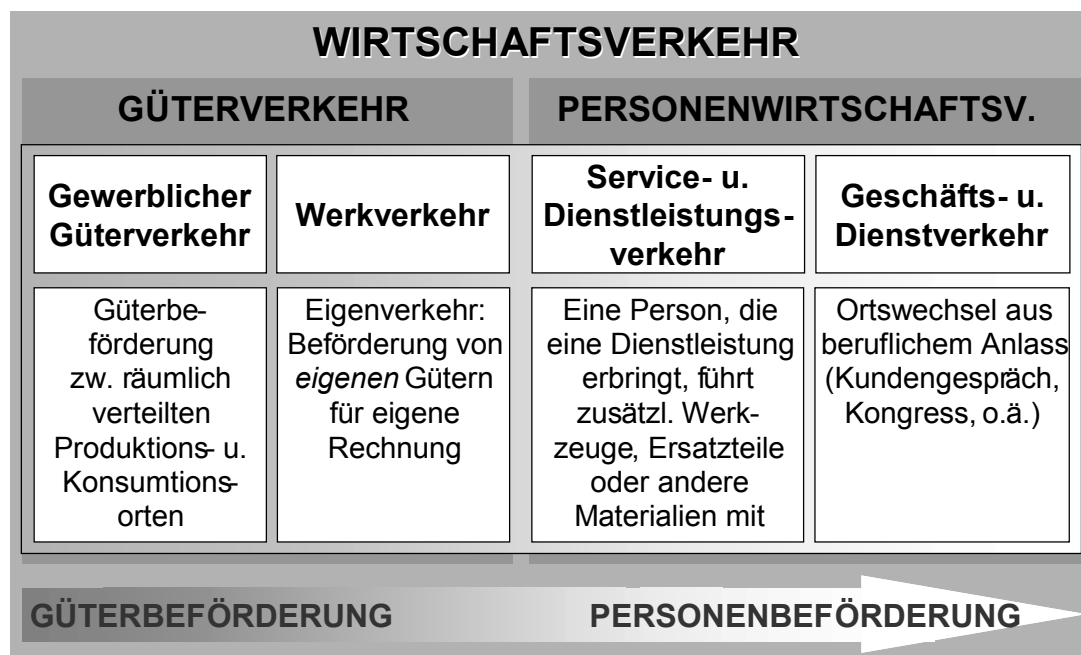 WIRTSCHAFTSVERKEHR
GÜTERVERKEHR
PERSONENWIRTSCHAFTSV.
Gewerblicher
Güterverkehr
Werkverkehr
Service- u.
Dienstleistungs-
verkehr
Geschäfts- u.
Dienstverkehr
Güterbe-
förderung
zw. räumlich
verteilten
Produktions- u.
Konsumtions-
orten
Eigenverkehr:
Beförderung von
eigenen Gütern
für eigene
Rechnung
Eine Person, die
eine Dienstleistung
erbringt, führt
zusätzl. Werk-
zeuge, Ersatzteile
oder andere
Materialien mit
Ortswechsel aus
beruflichem Anlass
(Kundengespräch,
Kongress, o.ä.)
GÜTERBEFÖRDERUNG
PERSONENBEFÖRDERUNG